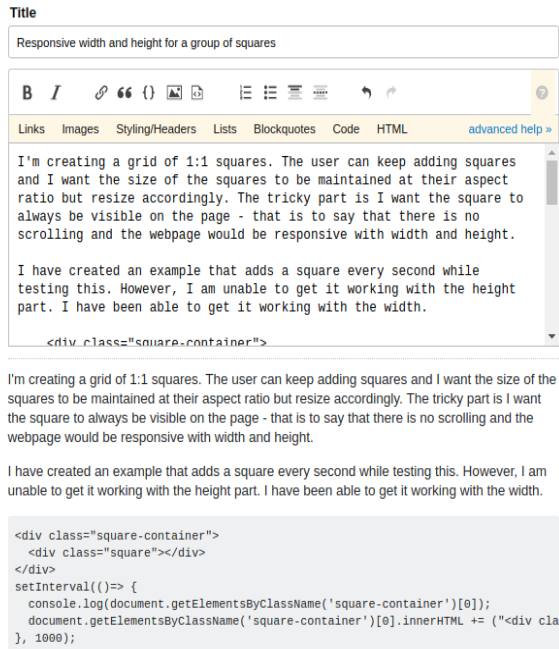 Title
Responsive width and height for a group of squares
B I {}
Links Images Styling/Headers Lists Blockquotes Code HTML advanced help »
I'm creating a grid of 1:1 squares. The user can keep adding squares
and I want the size of the squares to be maintained at their aspect
ratio but resize accordingly. The tricky part is I want the square to
always be visible on the page - that is to say that there is no
scrolling and the webpage would be responsive with width and height.
I have created an example that adds a square every second while
testing this. However, I am unable to get it working with the height
part. I have been able to get it working with the width.
<div class="square-container">
I'm creating a grid of 1:1 squares. The user can keep adding squares and I want the size of the
squares to be maintained at their aspect ratio but resize accordingly. The tricky part is I want
the square to always be visible on the page - that is to say that there is no scrolling and the
webpage would be responsive with width and height.
I have created an example that adds a square every second while testing this. However, I am
unable to get it working with the height part. I have been able to get it working with the width.
<div class="square-container">
<div class="square"></div>
</div>
setInterval(()=> {
console.log(document.getElementsByClassName('square-container')[0]);
document.getElementsByClassName('square-container')[0].innerHTML += ("<div cla
}, 1000);